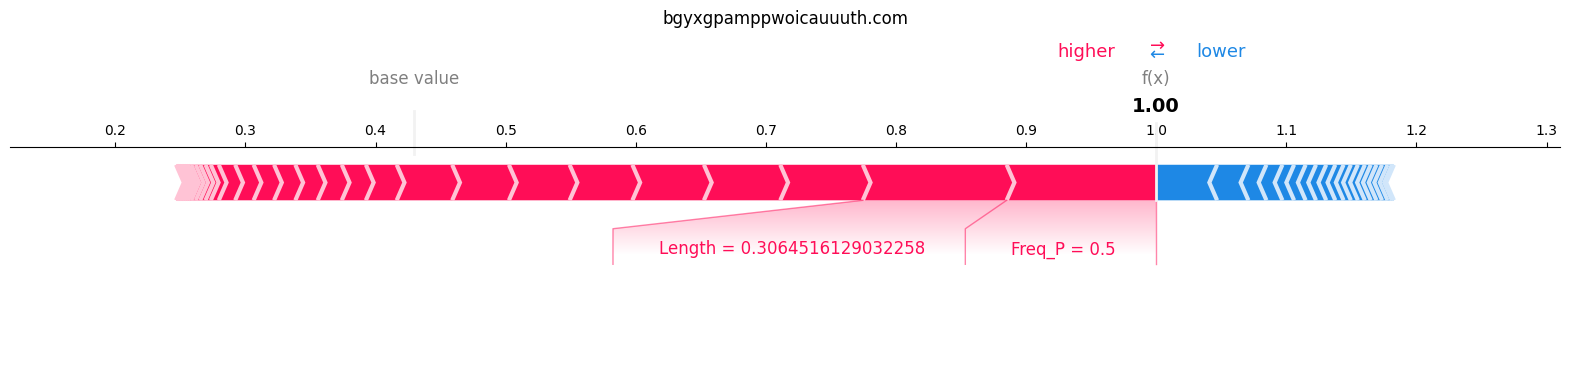 bgyxgpamppwoicauuuth.com
higher ⇄ lower
base value f(x)
1.00
0.2 0.3 0.4 0.5 0.6 0.7 0.8 0.9 1.0 1.1 1.2 1.3
Length = 0.3064516129032258 Freq_P = 0.5